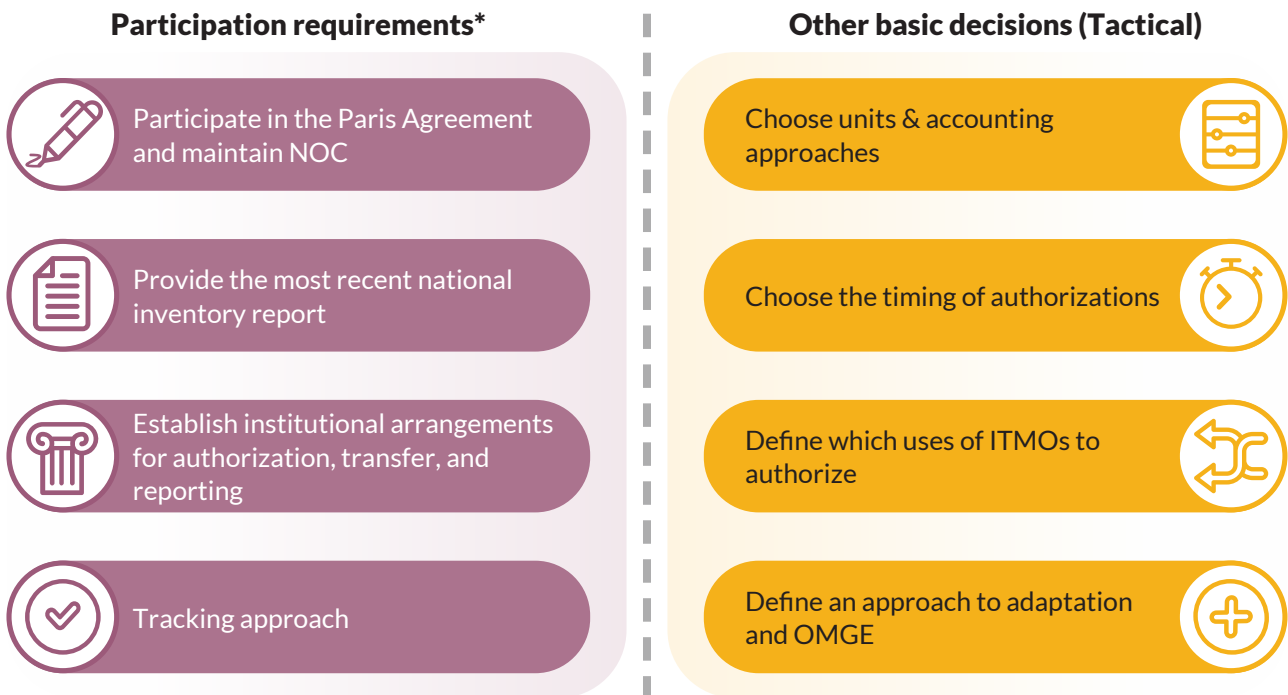 Participation requirements*
Participate in the Paris Agreement
and maintain NOC
Provide the most recent national
inventory report
Establish institutional arrangements
for authorization, transfer, and
reporting
Tracking approach
Other basic decisions (Tactical)
Choose units & accounting
approaches
Choose the timing of authorizations
Define which uses of ITMOs to
authorize
Define an approach to adaptation
and OMGE